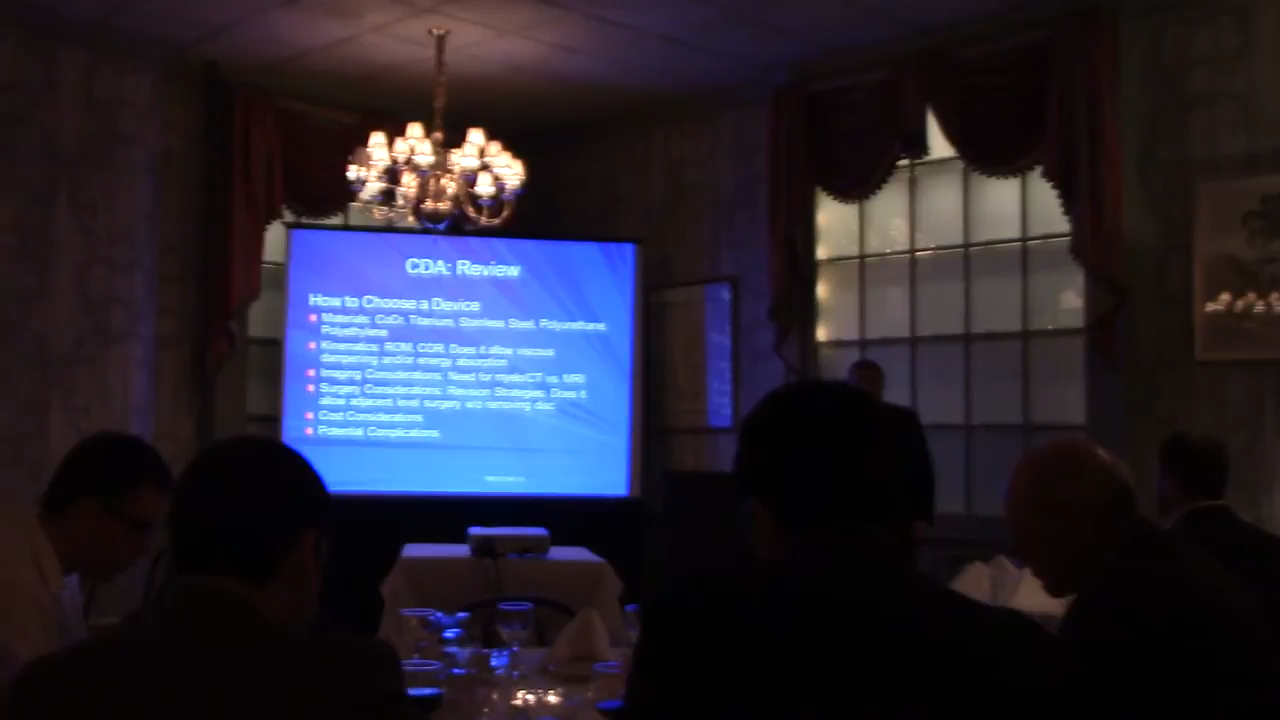 CDA: Review
How to Choose a Device
Materials: CoCr, Titanium, Stainless Steel, Polyurethane,
Polyethylene
Kinematics: ROM, COR, Does it allow viscous
dampening and/or energy absorption
Imaging Considerations: Need for myelo/CT vs. MRI
Surgery Considerations: Revision Strategies, Does it
allow adjacent level surgery w/o removing disc
Cost Considerations
Potential Complications